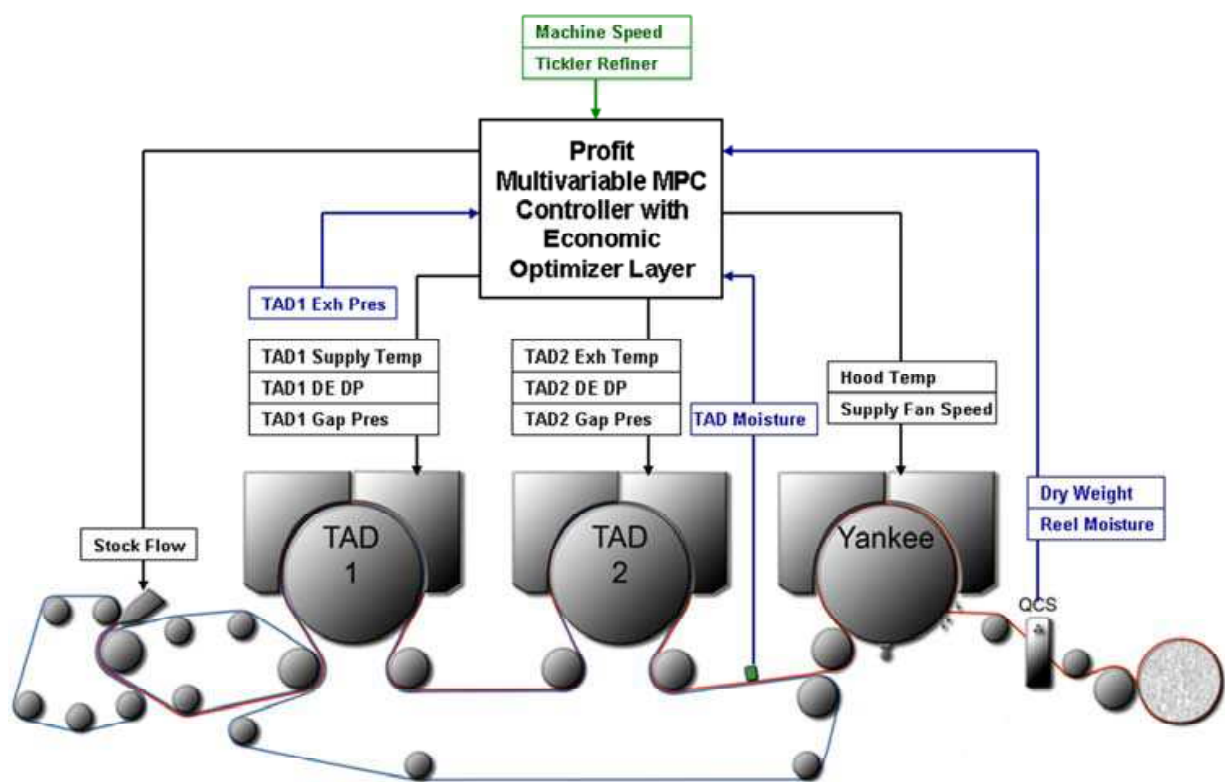 Machine Speed
Tickler Refiner
Profit
Multivariable MPC
Controller with
Economic
Optimizer Layer
TAD1 Exh Pres
TAD1 Supply Temp
TAD1 DE DP
TAD1 Gap Pres
TAD2 Exh Temp
TAD2 DE DP
TAD2 Gap Pres
TAD Moisture
Hood Temp
Supply Fan Speed
Dry Weight
Reel Moisture
Stock Flow
TAD
1
TAD
2
Yankee
QCS